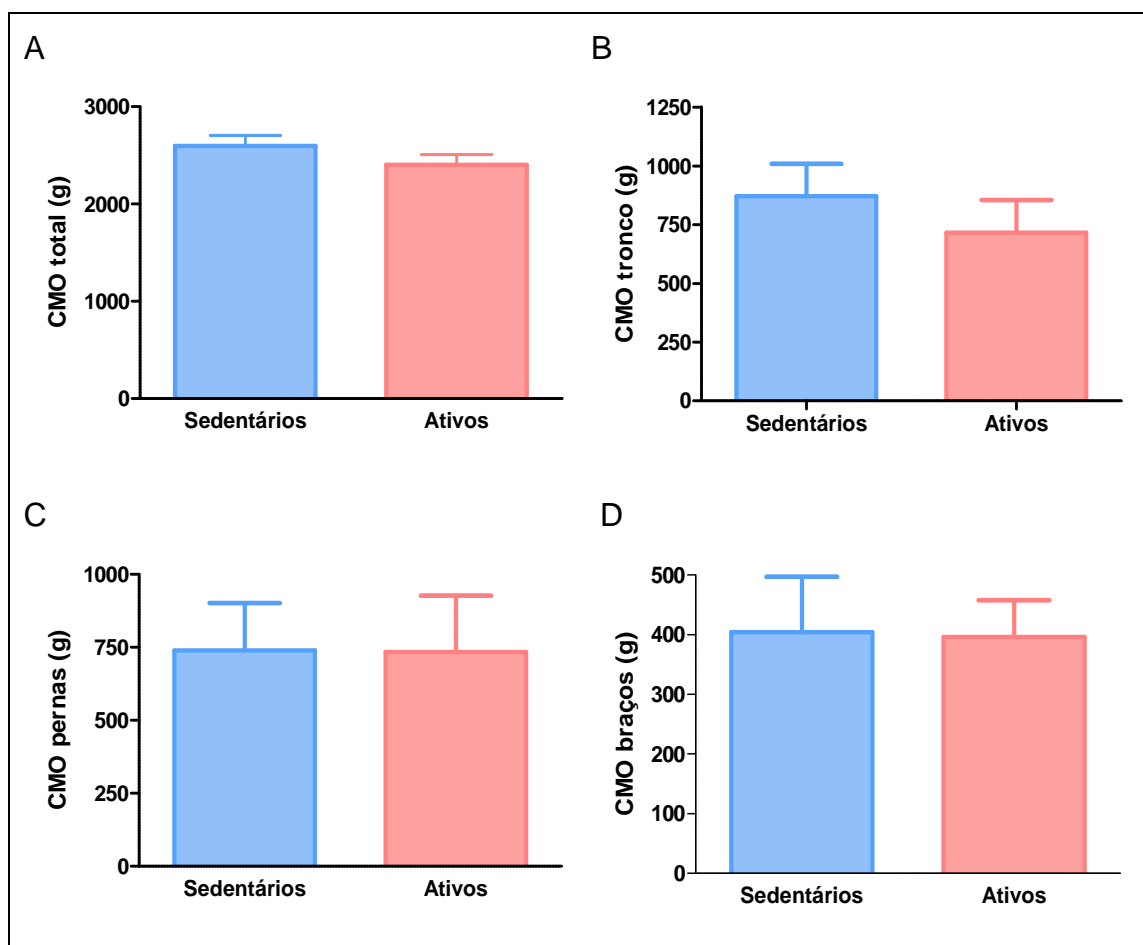 A
CMO total (g)
3000
2000
1000
0
Sedentários
Ativos
B
CMO tronco (g)
1250
1000
750
500
250
0
Sedentários
Ativos
C
CMO pernas (g)
1000
750
500
250
0
Sedentários
Ativos
D
CMO braços (g)
500
400
300
200
100
0
Sedentários
Ativos